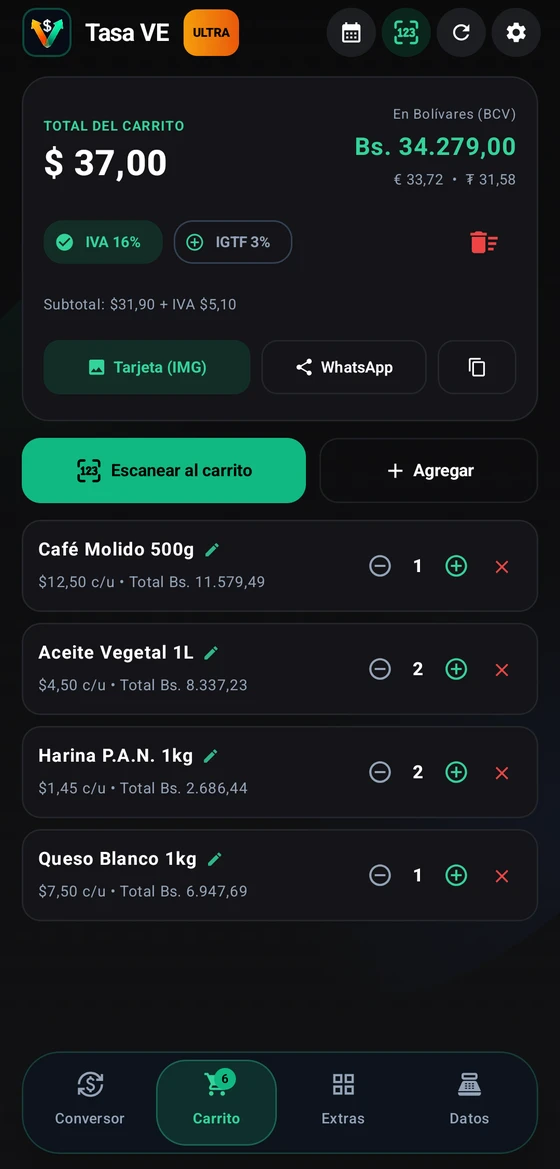 Tasa VE
ULTRA
123
TOTAL DEL CARRITO
$ 37,00
En Bolívares (BCV)
Bs. 34.279,00
€ 33,72 • ₮ 31,58
IVA 16%
IGTF 3%
Subtotal: $31,90 + IVA $5,10
Tarjeta (IMG)
WhatsApp
123
Escanear al carrito
Agregar
Café Molido 500g
1
$12,50 c/u • Total Bs. 11.579,49
Aceite Vegetal 1L
2
$4,50 c/u • Total Bs. 8.337,23
Harina P.A.N. 1kg
2
$1,45 c/u • Total Bs. 2.686,44
Queso Blanco 1kg
1
$7,50 c/u • Total Bs. 6.947,69
6
Conversor
Carrito
Extras
Datos